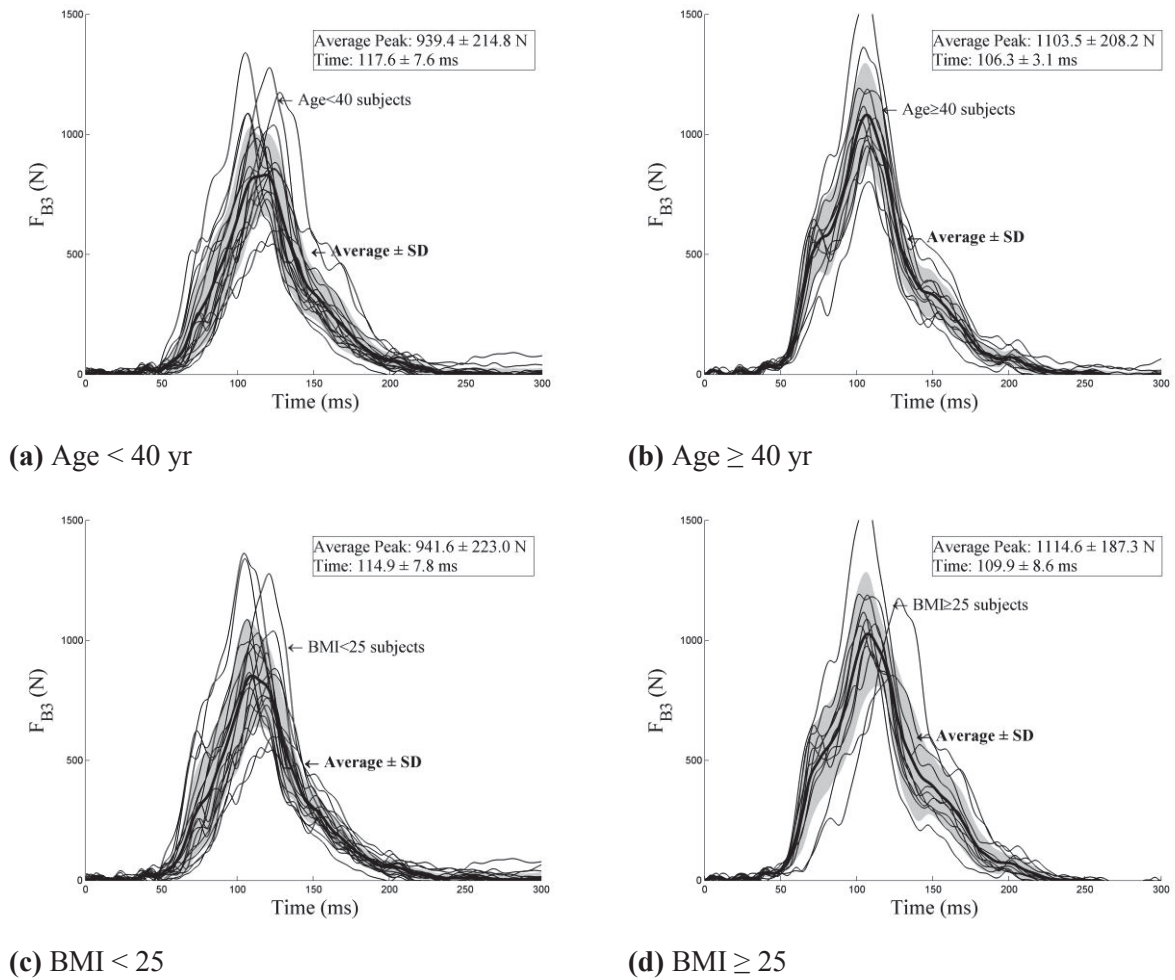 1500
1000
500
0
F_B3 (N)
Average Peak: 939.4 ± 214.8 N
Time: 117.6 ± 7.6 ms
Age<40 subjects
Average ± SD
0 50 100 150 200 250 300
Time (ms)
(a) Age < 40 yr
1500
1000
500
0
F_B3 (N)
Average Peak: 1103.5 ± 208.2 N
Time: 106.3 ± 3.1 ms
Age≥40 subjects
Average ± SD
0 50 100 150 200 250 300
Time (ms)
(b) Age ≥ 40 yr
1500
1000
500
0
F_B3 (N)
Average Peak: 941.6 ± 223.0 N
Time: 114.9 ± 7.8 ms
BMI<25 subjects
Average ± SD
0 50 100 150 200 250 300
Time (ms)
(c) BMI < 25
1500
1000
500
0
F_B3 (N)
Average Peak: 1114.6 ± 187.3 N
Time: 109.9 ± 8.6 ms
BMI≥25 subjects
Average ± SD
0 50 100 150 200 250 300
Time (ms)
(d) BMI ≥ 25